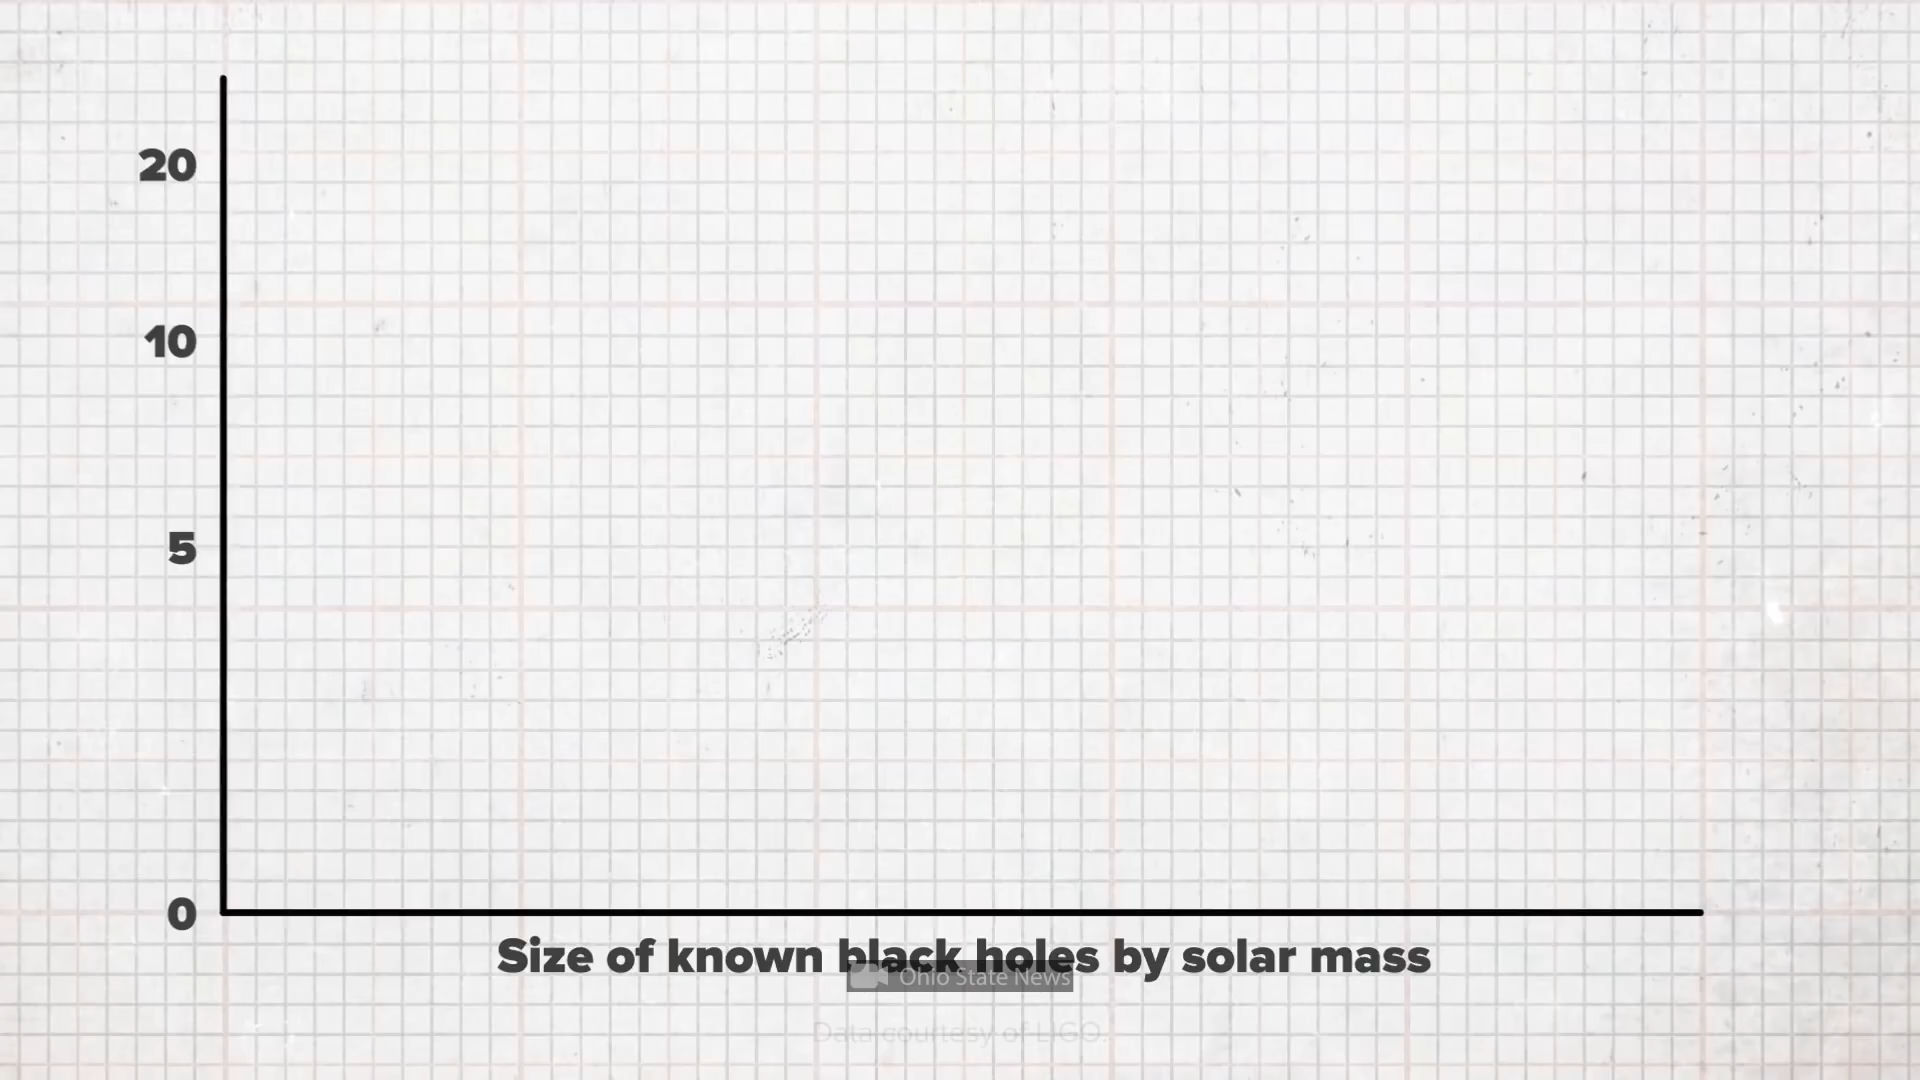 20
10
5
0
Size of known black holes by solar mass
Ohio State News
Data courtesy of LIGO.